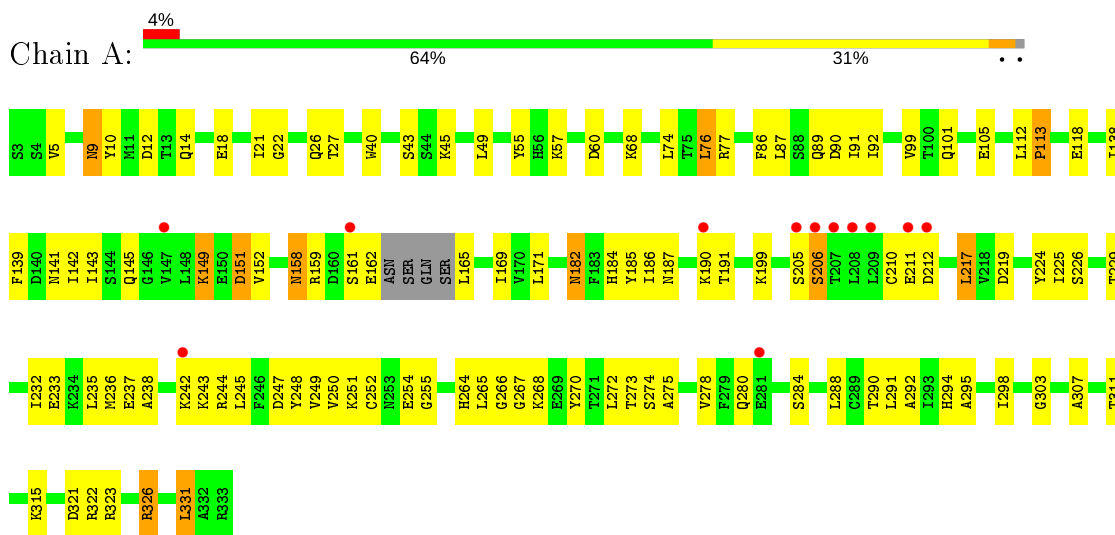 4%
Chain A:
64% 31% • •
S3 S4 V5 N9 Y10 M11 D12 T13 Q14 E18 I21 G22 Q26 T27 W40 S43 S44 K45 L49 Y55 H56 K57 D60 K68 L74 T75 L76 R77 F86 L87 S88 Q89 D90 I91 I92 V99 T100 Q101 E105 L112 P113 E118
F139 D140 N141 I142 I143 S144 Q145 G146 V147 L148 K149 E150 D151 V152 N158 R159 D160 S161 E162 ASN SER GLN SER L165 I169 V170 L171 N182 F183 H184 Y185 I186 N187 K190 T191 K199 S205 S206 T207 L208 L209 C210 E211 D212 L217 V218 D219 Y224 I225 S226
I232 E233 K234 L235 M236 E237 A238 K242 K243 R244 L245 F246 D247 Y248 V249 V250 K251 C252 N253 E254 G255 H264 L265 G266 G267 K268 E269 Y270 T271 L272 T273 S274 A275 V278 F279 Q280 E281 S284 L288 C289 T290 L291 A292 I293 H294 A295 I298 G303 A307
K315 D321 R322 R323 R326 L331 A332 R333